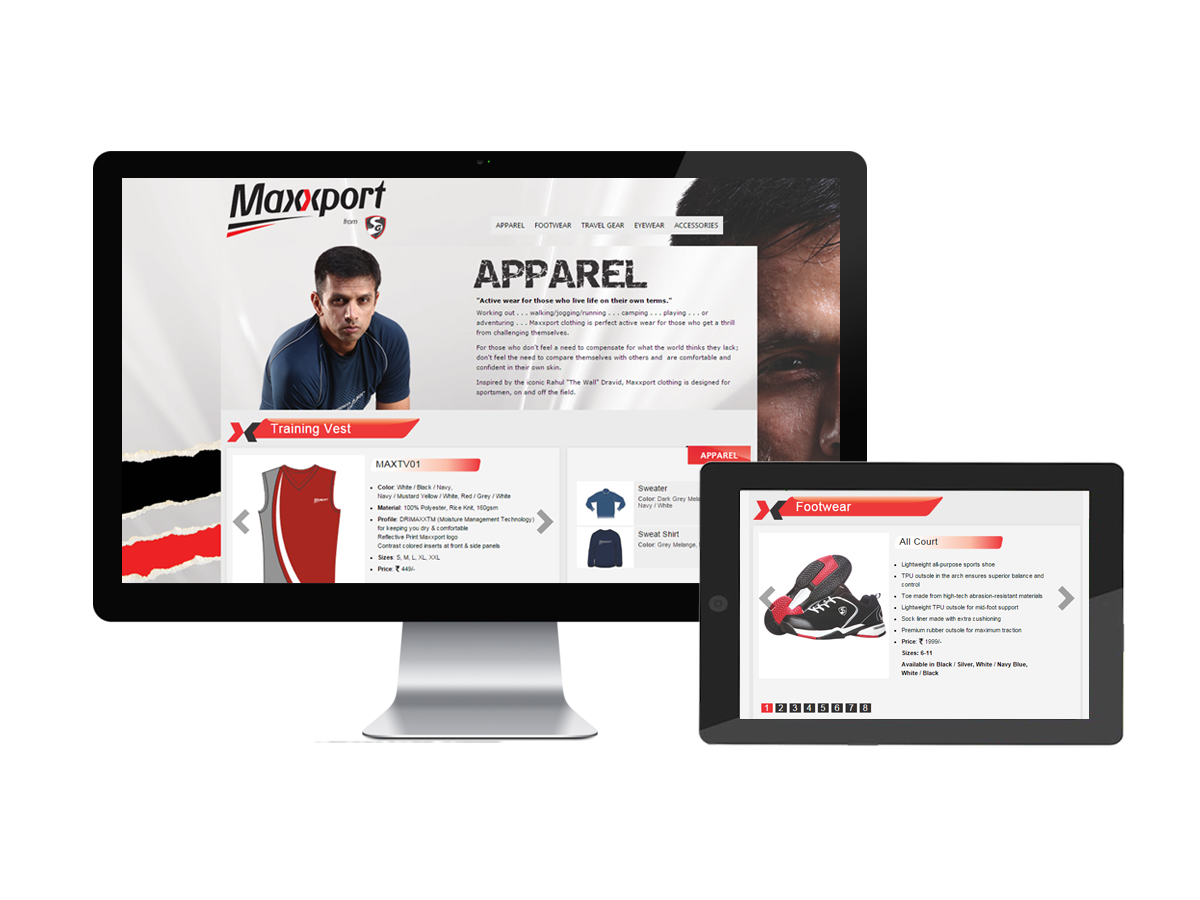 Maxxport
from SG
APPAREL FOOTWEAR TRAVEL GEAR EYEWEAR ACCESSORIES
APPAREL
"Active wear for those who live life on their own terms."
Working out . . . walking/jogging/running . . . camping . . . playing . . . or
adventuring . . . Maxxport clothing is perfect active wear for those who get a thrill
from challenging themselves.
For those who don't feel a need to compensate for what the world thinks they lack;
don't feel the need to compare themselves with others and are comfortable and
confident in their own skin.
Inspired by the iconic Rahul "The Wall" Dravid, Maxxport clothing is designed for
sportsmen, on and off the field.
Training Vest
MAXTV01
• Color: White / Black / Navy,
Navy / Mustard Yellow / White, Red / Grey / White
• Material: 100% Polyester, Rice Knit, 160gsm
• Profile: DRIMAXXTM (Moisture Management Technology)
for keeping you dry & comfortable
Reflective Print Maxxport logo
Contrast colored inserts at front & side panels
• Sizes: S, M, L, XL, XXL
• Price: ₹ 449/-
APPAREL
Sweater
Color: Dark Grey
Navy / White
Sweat Shirt
Color: Grey Melange,
Footwear
All Court
• Lightweight all-purpose sports shoe
• TPU outsole in the arch ensures superior balance and
control
• Toe made from high-tech abrasion-resistant materials
• Lightweight TPU outsole for mid-foot support
• Sock liner made with extra cushioning
• Premium rubber outsole for maximum traction
• Price: ₹ 1999/-
Sizes: 6-11
Available in Black / Silver, White / Navy Blue,
White / Black
1 2 3 4 5 6 7 8